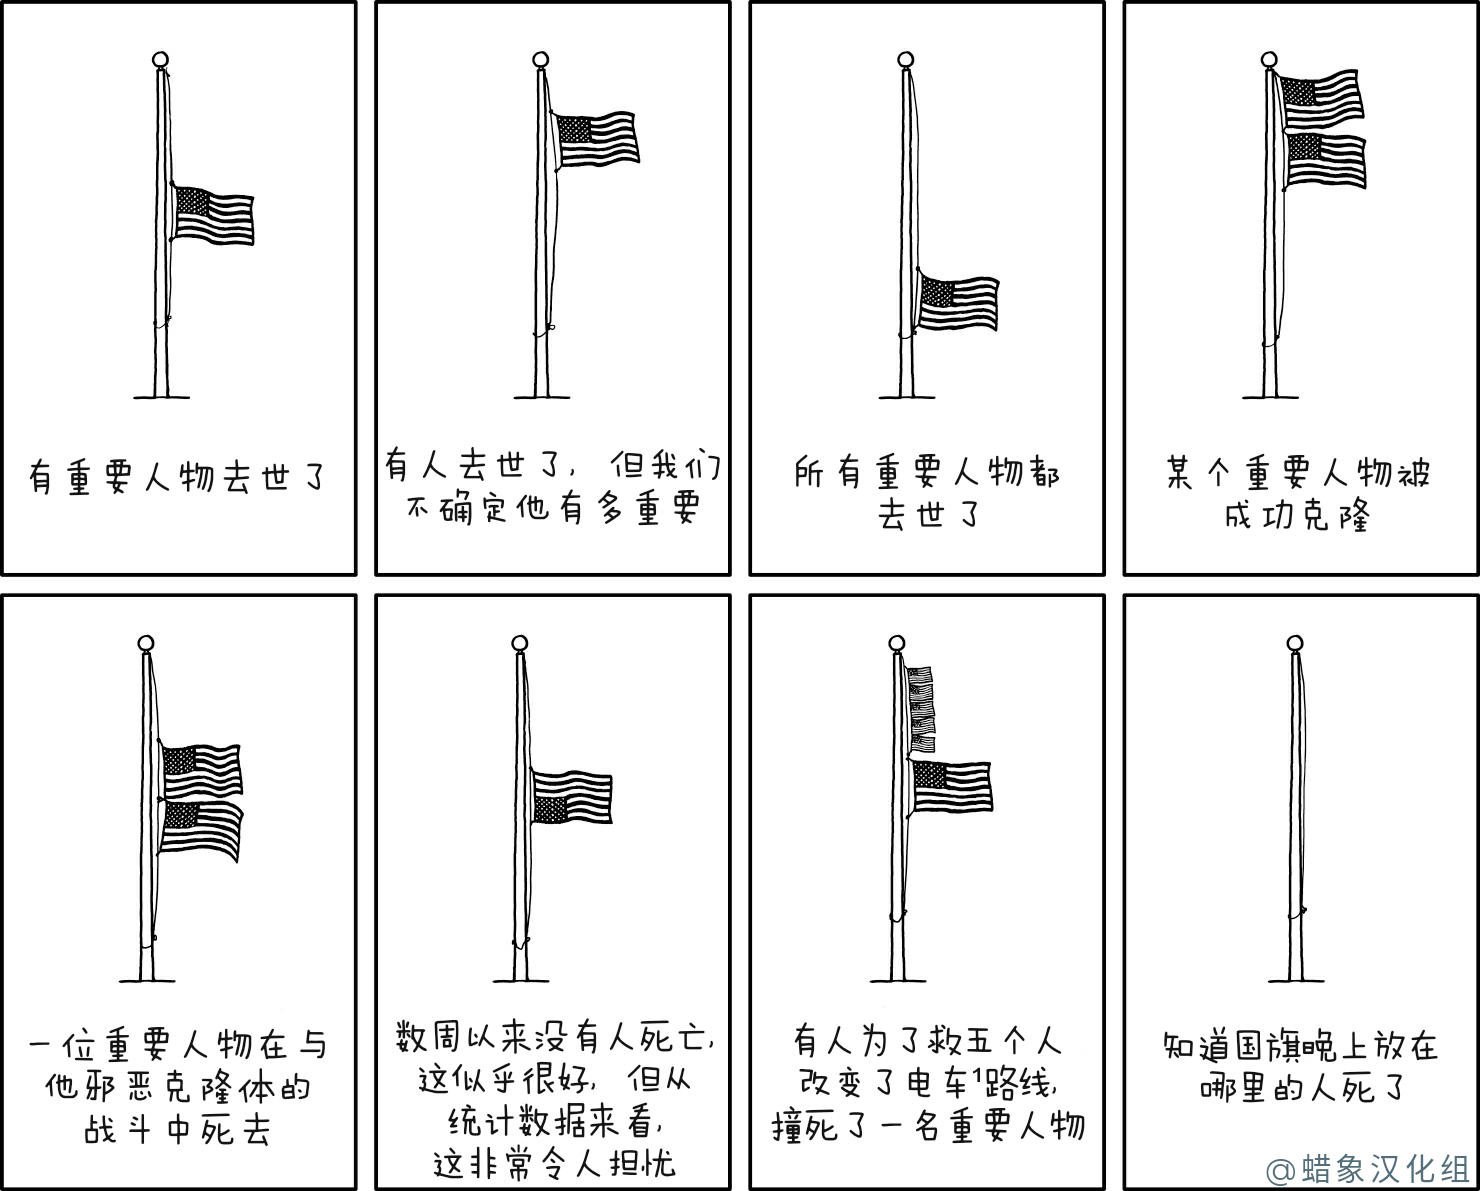 有重要人物去世了
有人去世了，但我们
不确定他有多重要
所有重要人物都
去世了
某个重要人物被
成功克隆
一位重要人物在与
他邪恶克隆体的
战斗中死去
数周以来没有人死亡，
这似乎很好，但从
统计数据来看，
这非常令人担忧
有人为了救五个人
改变了电车¹路线，
撞死了一名重要人物
知道国旗晚上放在
哪里的人死了
@蜡象汉化组